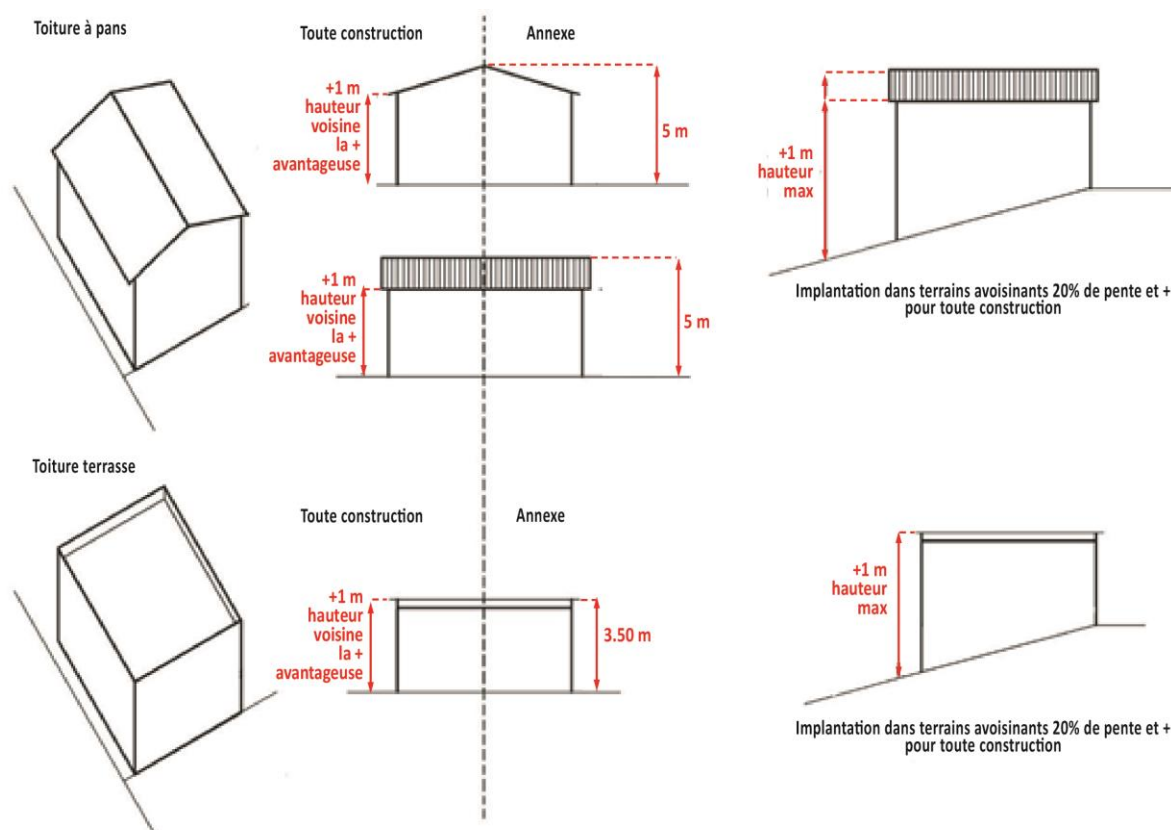 Toiture à pans
Toute construction
Annexe
+1 m
hauteur
voisine
la +
avantageuse
5 m
+1 m
hauteur
max
+1 m
hauteur
voisine
la +
avantageuse
5 m
Implantation dans terrains avoisinants 20% de pente et +
pour toute construction
Toiture terrasse
Toute construction
Annexe
+1 m
hauteur
voisine
la +
avantageuse
3.50 m
+1 m
hauteur
max
Implantation dans terrains avoisinants 20% de pente et +
pour toute construction